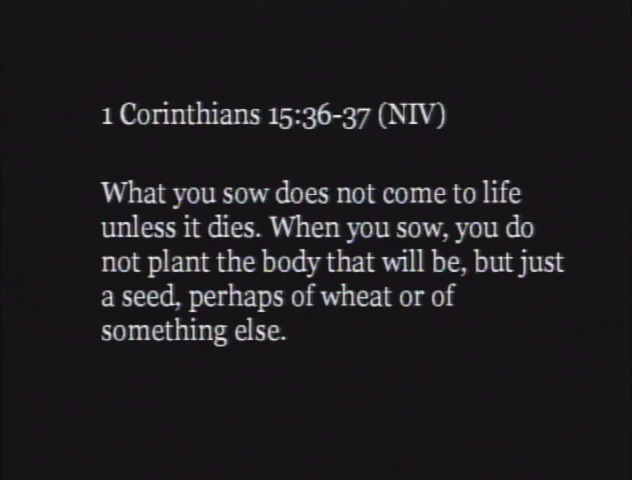 1 Corinthians 15:36-37 (NIV)
What you sow does not come to life
unless it dies. When you sow, you do
not plant the body that will be, but just
a seed, perhaps of wheat or of
something else.